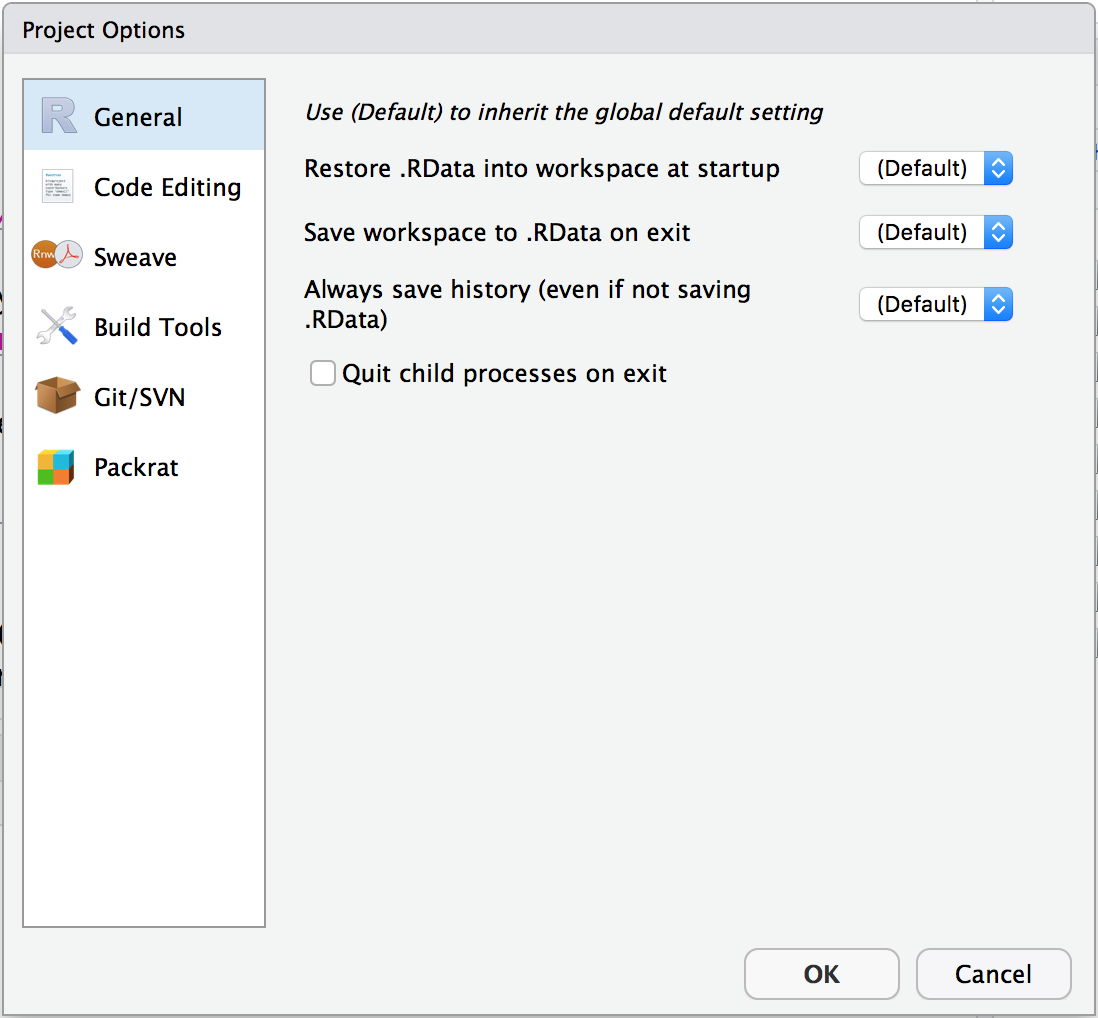 Project Options
General
Code Editing
Sweave
Build Tools
Git/SVN
Packrat
Use (Default) to inherit the global default setting
Restore .RData into workspace at startup
(Default)
Save workspace to .RData on exit
(Default)
Always save history (even if not saving
.RData)
(Default)
Quit child processes on exit
OK
Cancel
R
Rnw